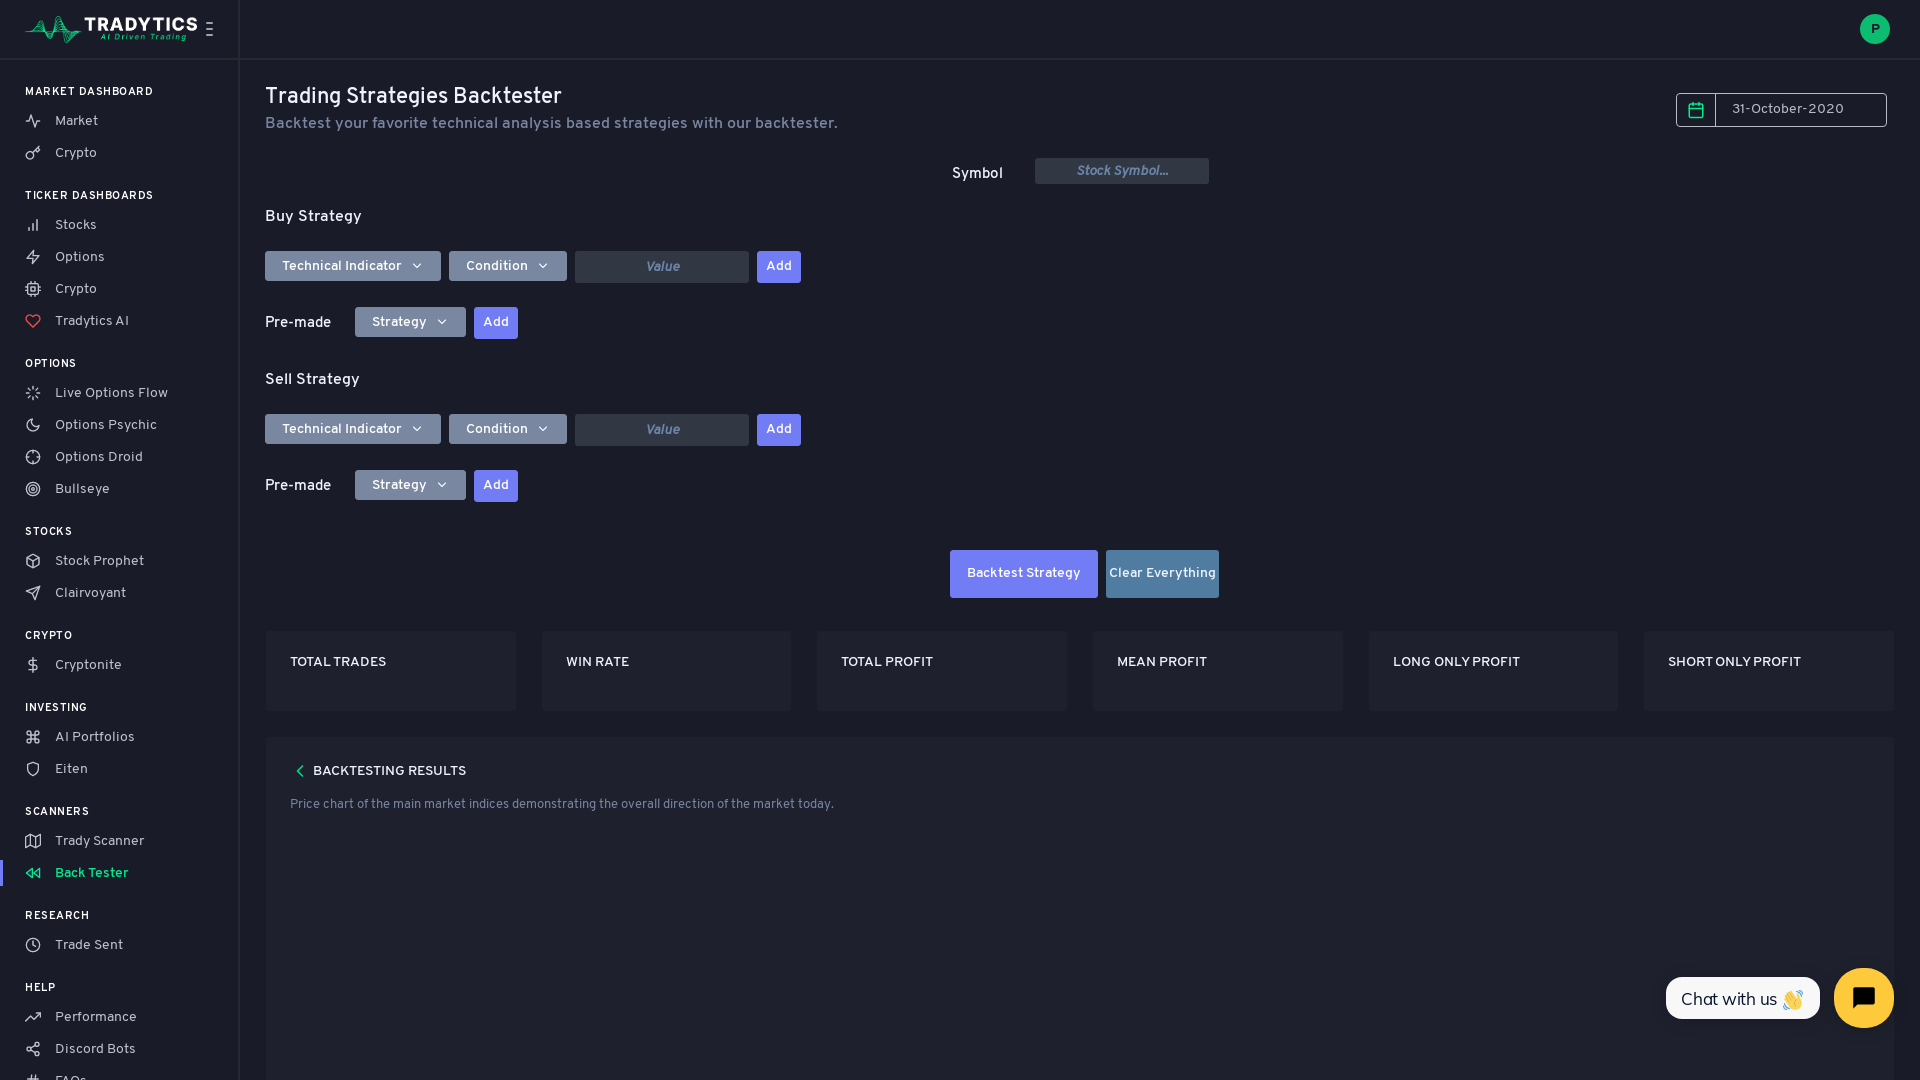 TRADYTICS
AI Driven Trading
P
MARKET DASHBOARD
Market
Crypto
TICKER DASHBOARDS
Stocks
Options
Crypto
Tradytics AI
OPTIONS
Live Options Flow
Options Psychic
Options Droid
Bullseye
STOCKS
Stock Prophet
Clairvoyant
CRYPTO
Cryptonite
INVESTING
AI Portfolios
Eiten
SCANNERS
Trady Scanner
Back Tester
RESEARCH
Trade Sent
HELP
Performance
Discord Bots
FAQs
Trading Strategies Backtester
Backtest your favorite technical analysis based strategies with our backtester.
31-October-2020
Symbol Stock Symbol...
Buy Strategy
Technical Indicator Condition Value Add
Pre-made Strategy Add
Sell Strategy
Technical Indicator Condition Value Add
Pre-made Strategy Add
Backtest Strategy Clear Everything
TOTAL TRADES WIN RATE TOTAL PROFIT MEAN PROFIT LONG ONLY PROFIT SHORT ONLY PROFIT
BACKTESTING RESULTS
Price chart of the main market indices demonstrating the overall direction of the market today.
Chat with us 👋